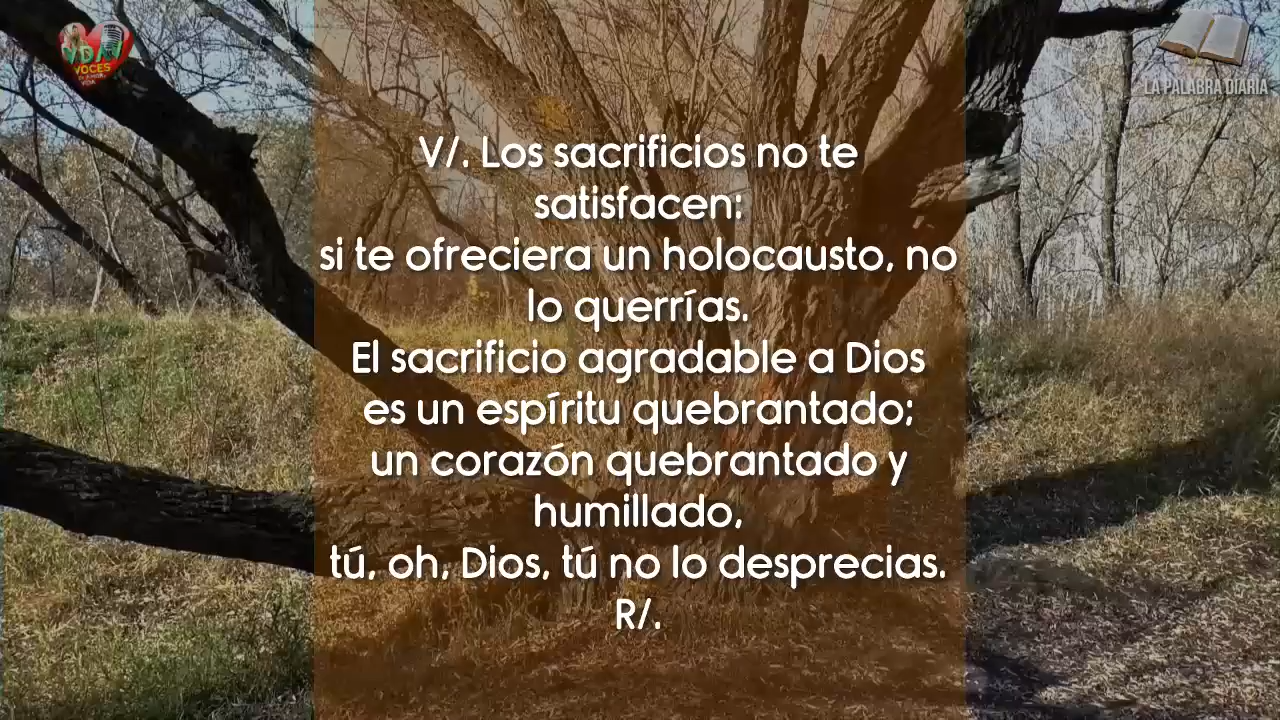 VDAV
VOCES
LA PALABRA DIARIA
V/. Los sacrificios no te
satisfacen:
si te ofreciera un holocausto, no
lo querrías.
El sacrificio agradable a Dios
es un espíritu quebrantado;
un corazón quebrantado y
humillado,
tú, oh, Dios, tú no lo desprecias.
R/.